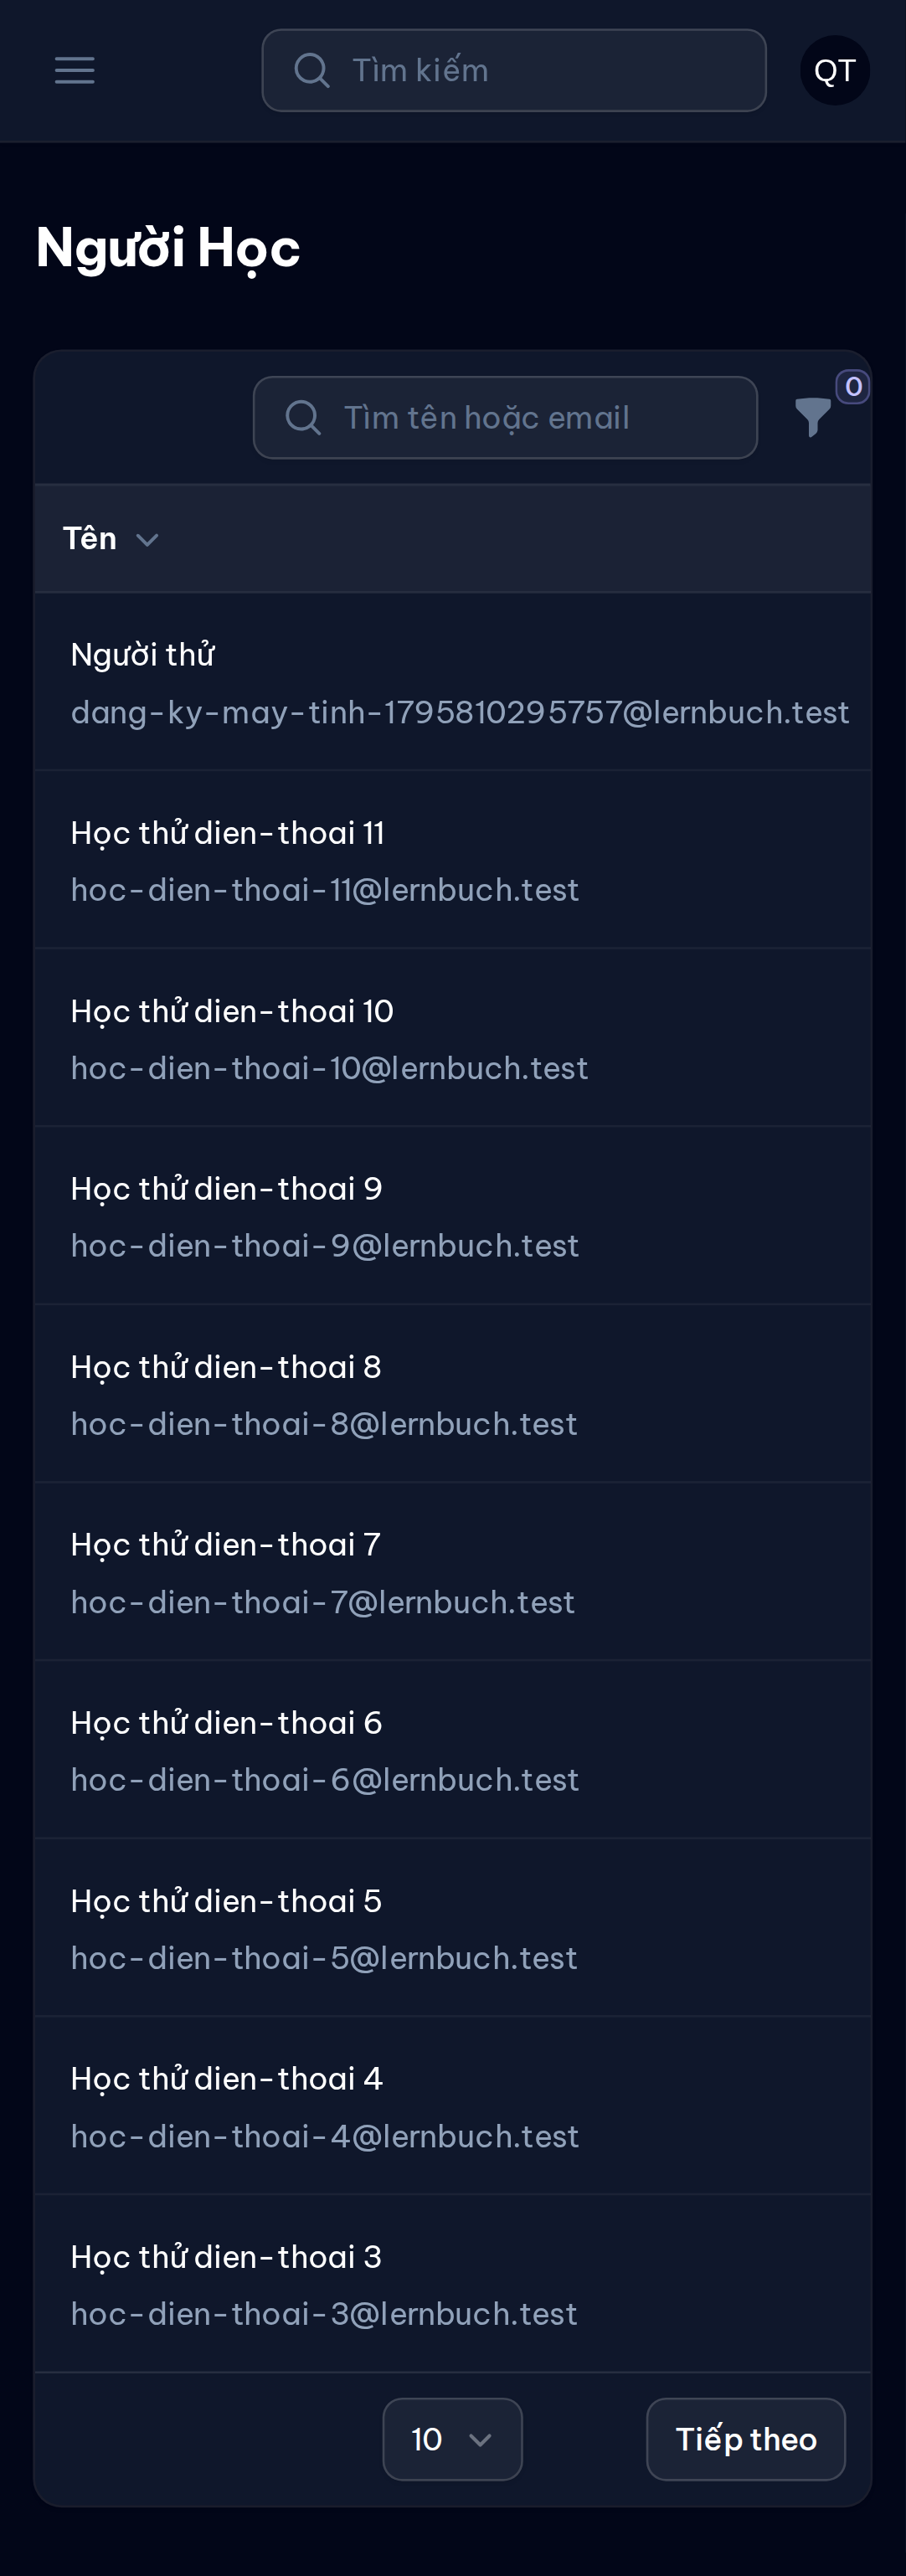 Tìm kiếm
QT
Người Học
Tìm tên hoặc email
0
Tên
Người thử
dang-ky-may-tinh-1795810295757@lernbuch.test
Học thử dien-thoai 11
hoc-dien-thoai-11@lernbuch.test
Học thử dien-thoai 10
hoc-dien-thoai-10@lernbuch.test
Học thử dien-thoai 9
hoc-dien-thoai-9@lernbuch.test
Học thử dien-thoai 8
hoc-dien-thoai-8@lernbuch.test
Học thử dien-thoai 7
hoc-dien-thoai-7@lernbuch.test
Học thử dien-thoai 6
hoc-dien-thoai-6@lernbuch.test
Học thử dien-thoai 5
hoc-dien-thoai-5@lernbuch.test
Học thử dien-thoai 4
hoc-dien-thoai-4@lernbuch.test
Học thử dien-thoai 3
hoc-dien-thoai-3@lernbuch.test
10
Tiếp theo